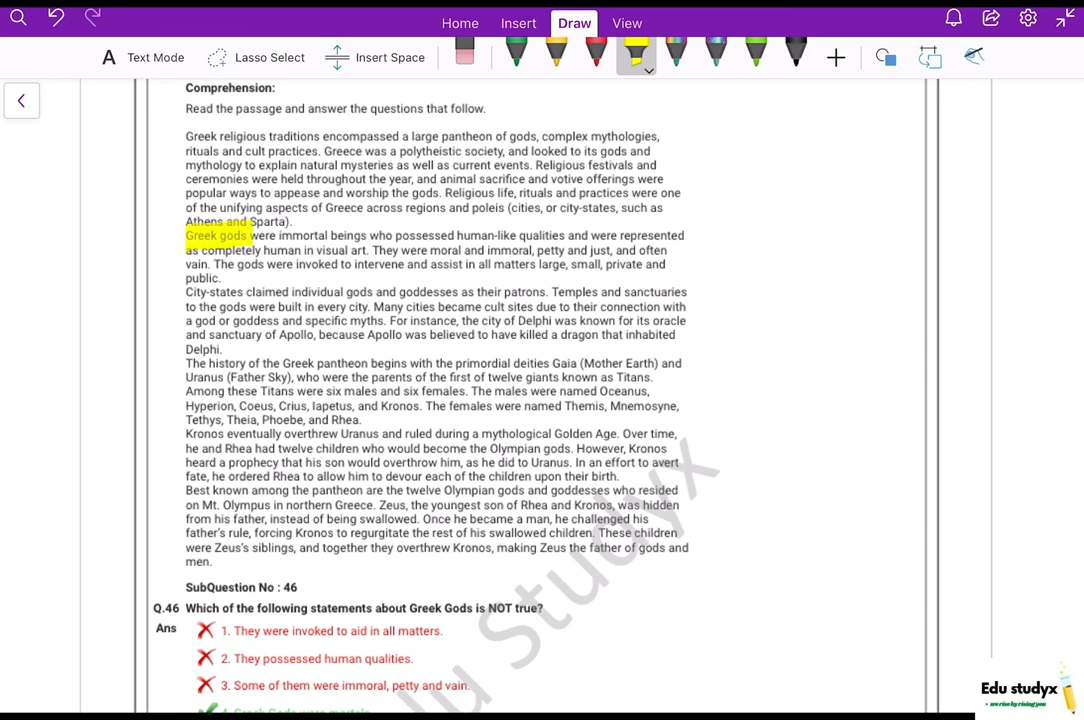 Home Insert Draw View
A Text Mode Lasso Select Insert Space
Comprehension:
Read the passage and answer the questions that follow.
Greek religious traditions encompassed a large pantheon of gods, complex mythologies,
rituals and cult practices. Greece was a polytheistic society, and looked to its gods and
mythology to explain natural mysteries as well as current events. Religious festivals and
ceremonies were held throughout the year, and animal sacrifice and votive offerings were
popular ways to appease and worship the gods. Religious life, rituals and practices were one
of the unifying aspects of Greece across regions and poleis (cities, or city-states, such as
Athens and Sparta).
Greek gods were immortal beings who possessed human-like qualities and were represented
as completely human in visual art. They were moral and immoral, petty and just, and often
vain. The gods were invoked to intervene and assist in all matters large, small, private and
public.
City-states claimed individual gods and goddesses as their patrons. Temples and sanctuaries
to the gods were built in every city. Many cities became cult sites due to their connection with
a god or goddess and specific myths. For instance, the city of Delphi was known for its oracle
and sanctuary of Apollo, because Apollo was believed to have killed a dragon that inhabited
Delphi.
The history of the Greek pantheon begins with the primordial deities Gaia (Mother Earth) and
Uranus (Father Sky), who were the parents of the first of twelve giants known as Titans.
Among these Titans were six males and six females. The males were named Oceanus,
Hyperion, Coeus, Crius, Iapetus, and Kronos. The females were named Themis, Mnemosyne,
Tethys, Theia, Phoebe, and Rhea.
Kronos eventually overthrew Uranus and ruled during a mythological Golden Age. Over time,
he and Rhea had twelve children who would become the Olympian gods. However, Kronos
heard a prophecy that his son would overthrow him, as he did to Uranus. In an effort to avert
fate, he ordered Rhea to allow him to devour each of the children upon their birth.
Best known among the pantheon are the twelve Olympian gods and goddesses who resided
on Mt. Olympus in northern Greece. Zeus, the youngest son of Rhea and Kronos, was hidden
from his father, instead of being swallowed. Once he became a man, he challenged his
father's rule, forcing Kronos to regurgitate the rest of his swallowed children. These children
were Zeus's siblings, and together they overthrew Kronos, making Zeus the father of gods and
men.
SubQuestion No : 46
Q.46 Which of the following statements about Greek Gods is NOT true?
Ans 1. They were invoked to aid in all matters.
2. They possessed human qualities.
3. Some of them were immoral, petty and vain.
4. Greek Gods were mortals.
du Studyx
Edu studyx
we rise by rising you